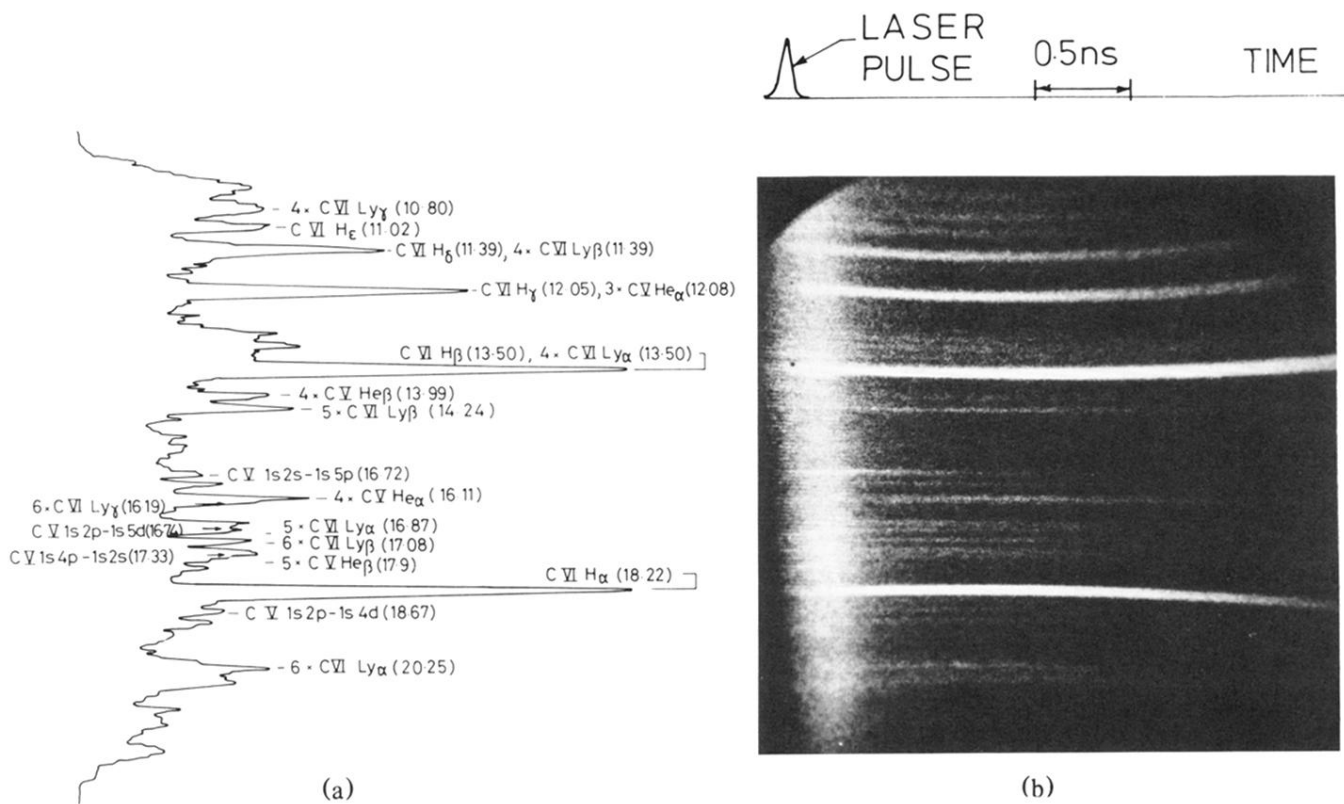 LASER
PULSE
0·5ns
TIME
- 4× C VI Lyγ (10·80)
- C VI Hε (11·02)
- C VI Hδ (11·39), 4× C VI Lyβ (11·39)
- C VI Hγ (12·05), 3× C V Heα (12·08)
C VI Hβ (13·50), 4× C VI Lyα (13·50)
- 4× C V Heβ (13·99)
- 5× C VI Lyβ (14·24)
- C V 1s2s-1s5p (16·72)
- 4× C V Heα (16·11)
6× C VI Lyγ (16·19)
5× C VI Lyα (16·87)
C V 1s2p-1s5d (16·74)
- 6× C VI Lyβ (17·08)
C V 1s4p-1s2s (17·33)
- 5× C V Heβ (17·9)
C VI Hα (18·22)
- C V 1s2p-1s4d (18·67)
- 6× CVI Lyα (20·25)
(a)
(b)